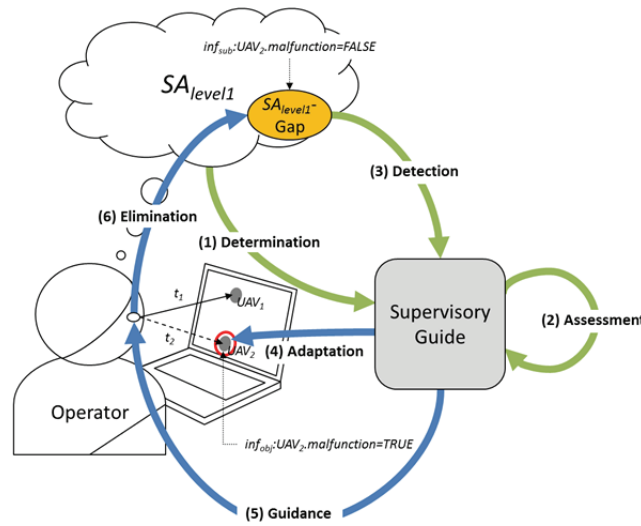 inf_sub:UAV_2.malfunction=FALSE
SA_level1
SA_level1-
Gap
(3) Detection
(6) Elimination
(1) Determination
t_1
UAV_1
Supervisory
Guide
(2) Assessment
t_2
UAV_2
(4) Adaptation
Operator
inf_obj:UAV_2.malfunction=TRUE
(5) Guidance